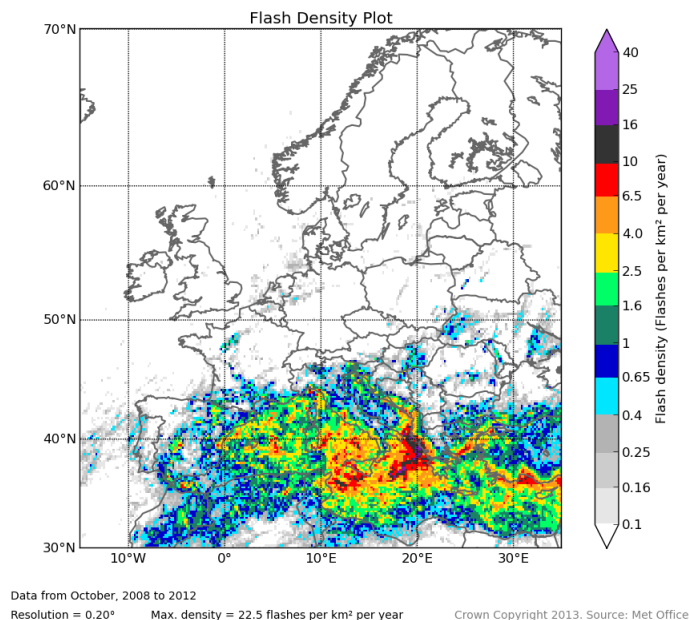 Flash Density Plot
70°N
60°N
50°N
40°N
30°N
10°W
0°
10°E
20°E
30°E
40
25
16
10
6.5
4.0
2.5
1.6
1
0.65
0.4
0.25
0.16
0.1
Flash density (Flashes per km² per year)
Data from October, 2008 to 2012
Resolution = 0.20° Max. density = 22.5 flashes per km² per year Crown Copyright 2013. Source: Met Office